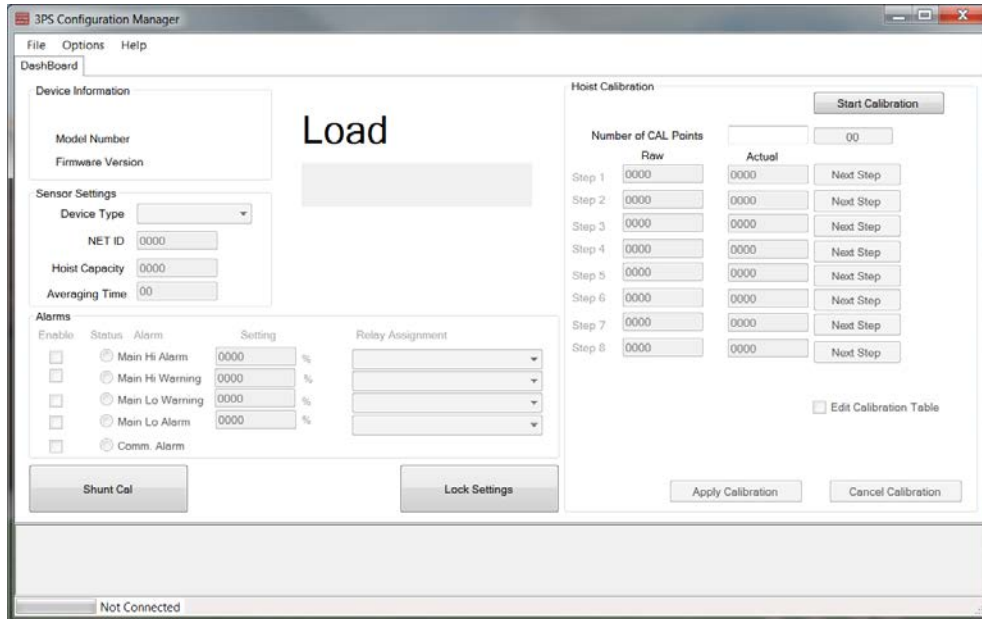 3PS Configuration Manager
File Options Help
DashBoard
Device Information
Model Number
Firmware Version
Load
Sensor Settings
Device Type
NET ID 0000
Hoist Capacity 0000
Averaging Time 00
Alarms
Enable Status Alarm Setting Relay Assignment
Main Hi Alarm 0000 %
Main Hi Warning 0000 %
Main Lo Warning 0000 %
Main Lo Alarm 0000 %
Comm. Alarm
Shunt Cal
Lock Settings
Hoist Calibration
Start Calibration
Number of CAL Points 00
Raw Actual
Step 1 0000 0000 Next Step
Step 2 0000 0000 Next Step
Step 3 0000 0000 Next Step
Step 4 0000 0000 Next Step
Step 5 0000 0000 Next Step
Step 6 0000 0000 Next Step
Step 7 0000 0000 Next Step
Step 8 0000 0000 Next Step
Edit Calibration Table
Apply Calibration Cancel Calibration
Not Connected